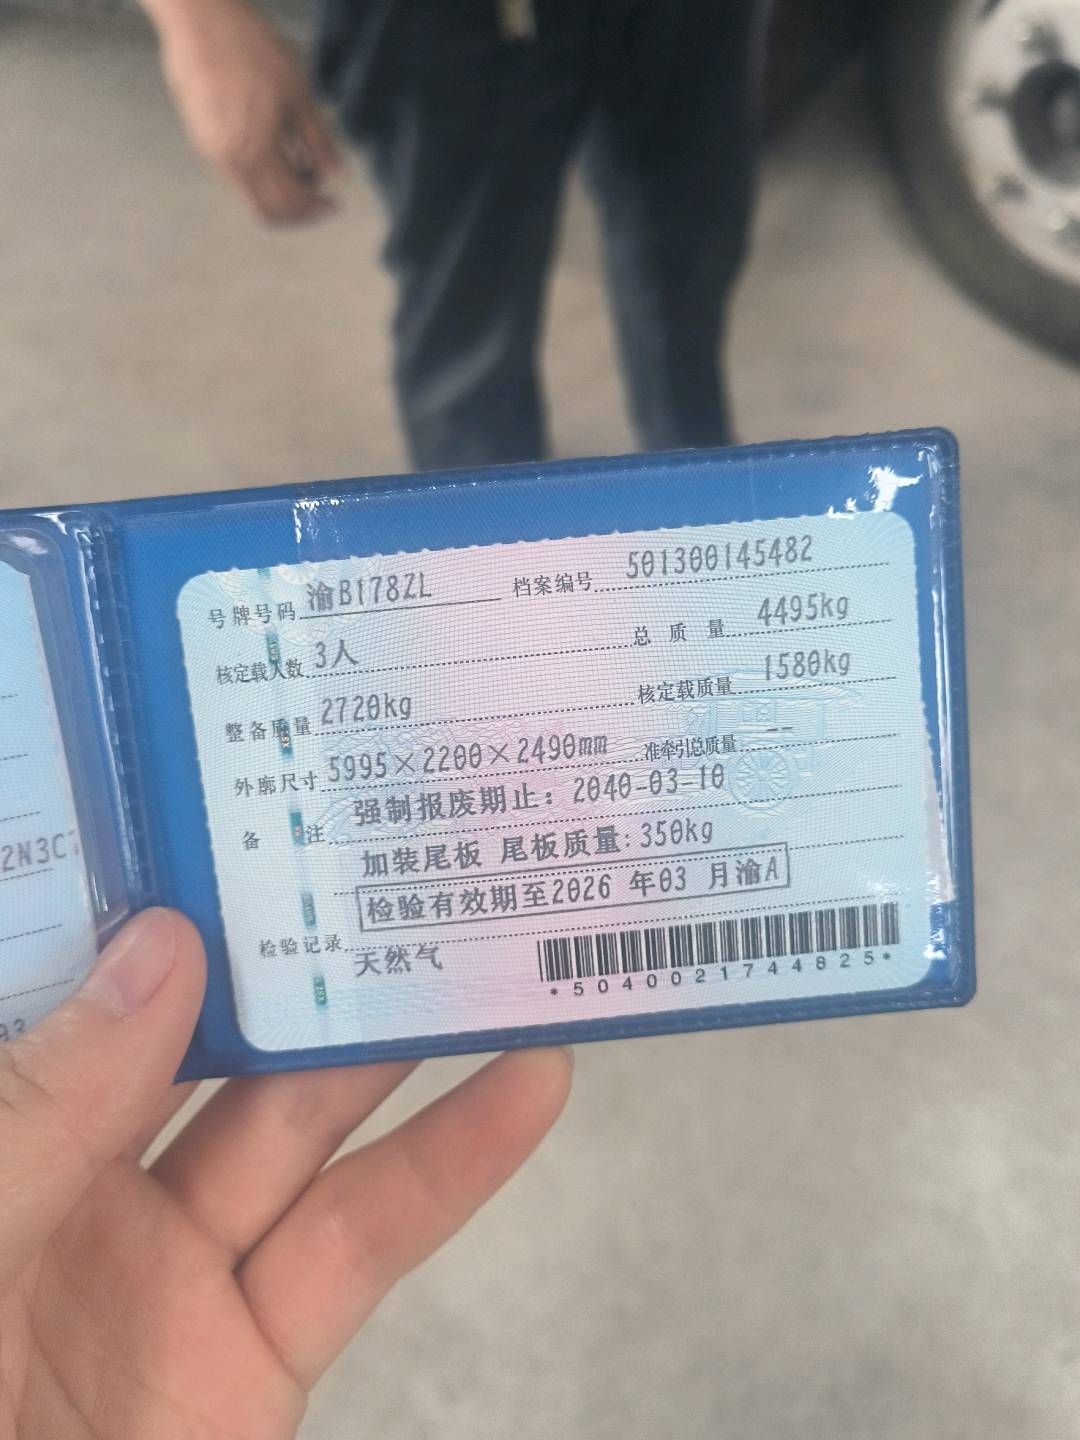 号牌号码 渝B178ZL 档案编号 501300145482
核定载人数 3人 总质量 4495kg
整备质量 2720kg 核定载质量 1580kg
外廓尺寸 5995×2200×2490mm 准牵引总质量 --
备注 强制报废期止：2040-03-10
加装尾板 尾板质量:350kg
检验有效期至2026 年03 月渝A
检验记录 天然气
*5040021744825*
2N3C
93